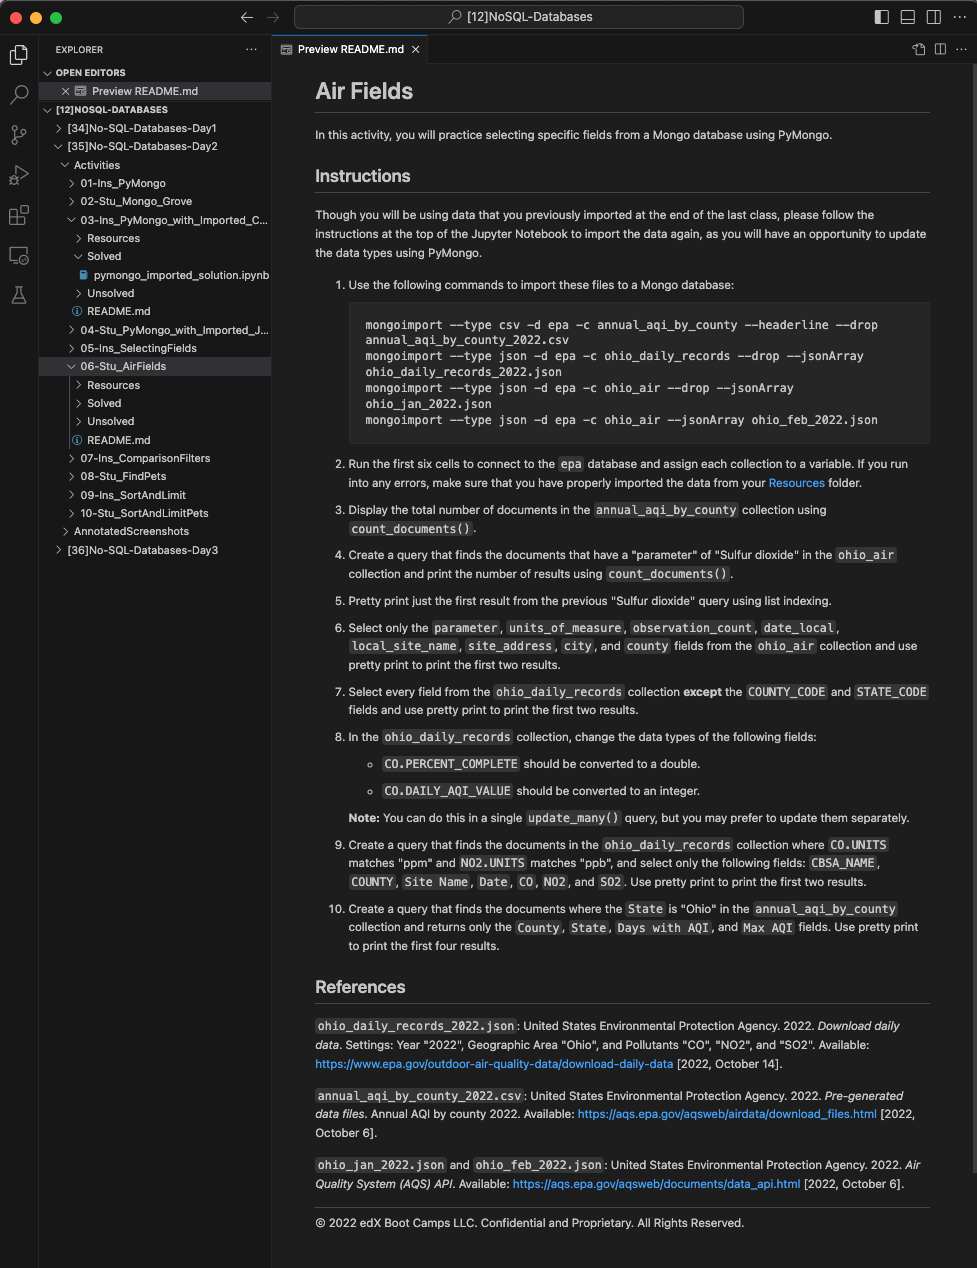 [12]NoSQL-Databases
EXPLORER
OPEN EDITORS
Preview README.md
[12]NOSQL-DATABASES
[34]No-SQL-Databases-Day1
[35]No-SQL-Databases-Day2
Activities
01-Ins_PyMongo
02-Stu_Mongo_Grove
03-Ins_PyMongo_with_Imported_C...
Resources
Solved
pymongo_imported_solution.ipynb
Unsolved
README.md
04-Stu_PyMongo_with_Imported_J...
05-Ins_SelectingFields
06-Stu_AirFields
Resources
Solved
Unsolved
README.md
07-Ins_ComparisonFilters
08-Stu_FindPets
09-Ins_SortAndLimit
10-Stu_SortAndLimitPets
AnnotatedScreenshots
[36]No-SQL-Databases-Day3
Preview README.md
Air Fields
In this activity, you will practice selecting specific fields from a Mongo database using PyMongo.
Instructions
Though you will be using data that you previously imported at the end of the last class, please follow the
instructions at the top of the Jupyter Notebook to import the data again, as you will have an opportunity to update
the data types using PyMongo.
1. Use the following commands to import these files to a Mongo database:
mongoimport --type csv -d epa -c annual_aqi_by_county --headerline --drop
annual_aqi_by_county_2022.csv
mongoimport --type json -d epa -c ohio_daily_records --drop --jsonArray
ohio_daily_records_2022.json
mongoimport --type json -d epa -c ohio_air --drop --jsonArray
ohio_jan_2022.json
mongoimport --type json -d epa -c ohio_air --jsonArray ohio_feb_2022.json
2. Run the first six cells to connect to the epa database and assign each collection to a variable. If you run
into any errors, make sure that you have properly imported the data from your Resources folder.
3. Display the total number of documents in the annual_aqi_by_county collection using
count_documents().
4. Create a query that finds the documents that have a "parameter" of "Sulfur dioxide" in the ohio_air
collection and print the number of results using count_documents().
5. Pretty print just the first result from the previous "Sulfur dioxide" query using list indexing.
6. Select only the parameter, units_of_measure, observation_count, date_local,
local_site_name, site_address, city, and county fields from the ohio_air collection and use
pretty print to print the first two results.
7. Select every field from the ohio_daily_records collection except the COUNTY_CODE and STATE_CODE
fields and use pretty print to print the first two results.
8. In the ohio_daily_records collection, change the data types of the following fields:
CO.PERCENT_COMPLETE should be converted to a double.
CO.DAILY_AQI_VALUE should be converted to an integer.
Note: You can do this in a single update_many() query, but you may prefer to update them separately.
9. Create a query that finds the documents in the ohio_daily_records collection where CO.UNITS
matches "ppm" and NO2.UNITS matches "ppb", and select only the following fields: CBSA_NAME,
COUNTY, Site Name, Date, CO, NO2, and SO2. Use pretty print to print the first two results.
10. Create a query that finds the documents where the State is "Ohio" in the annual_aqi_by_county
collection and returns only the County, State, Days with AQI, and Max AQI fields. Use pretty print
to print the first four results.
References
ohio_daily_records_2022.json: United States Environmental Protection Agency. 2022. Download daily
data. Settings: Year "2022", Geographic Area "Ohio", and Pollutants "CO", "NO2", and "SO2". Available:
https://www.epa.gov/outdoor-air-quality-data/download-daily-data [2022, October 14].
annual_aqi_by_county_2022.csv: United States Environmental Protection Agency. 2022. Pre-generated
data files. Annual AQI by county 2022. Available: https://aqs.epa.gov/aqsweb/airdata/download_files.html [2022,
October 6].
ohio_jan_2022.json and ohio_feb_2022.json: United States Environmental Protection Agency. 2022. Air
Quality System (AQS) API. Available: https://aqs.epa.gov/aqsweb/documents/data_api.html [2022, October 6].
© 2022 edX Boot Camps LLC. Confidential and Proprietary. All Rights Reserved.